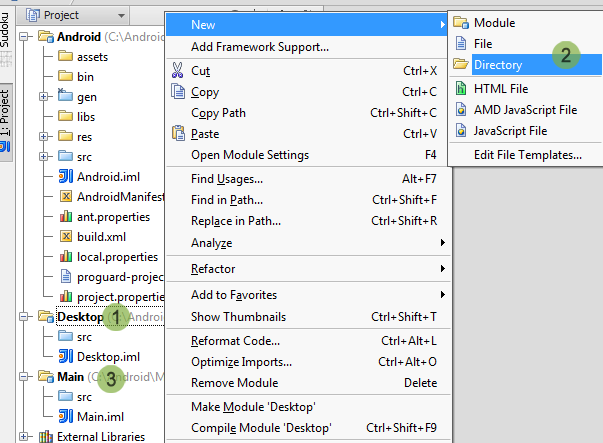 Project
Sudoku
1: Project
Android (C:\Android
assets
bin
gen
libs
res
src
Android.iml
AndroidManifest
ant.properties
build.xml
local.properties
proguard-projec
project.properties
Desktop (C:\Android
1
src
Desktop.iml
Main (C:\Android\M
3
src
Main.iml
External Libraries
New
Add Framework Support...
Cut Ctrl+X
Copy Ctrl+C
Copy Path Ctrl+Shift+C
Paste Ctrl+V
Open Module Settings F4
Find Usages... Alt+F7
Find in Path... Ctrl+Shift+F
Replace in Path... Ctrl+Shift+R
Analyze
Refactor
Add to Favorites
Show Thumbnails Ctrl+Shift+T
Reformat Code... Ctrl+Alt+L
Optimize Imports... Ctrl+Alt+O
Remove Module Delete
Make Module 'Desktop'
Compile Module 'Desktop' Ctrl+Shift+F9
Module
File
2
Directory
HTML File
AMD JavaScript File
JavaScript File
Edit File Templates...